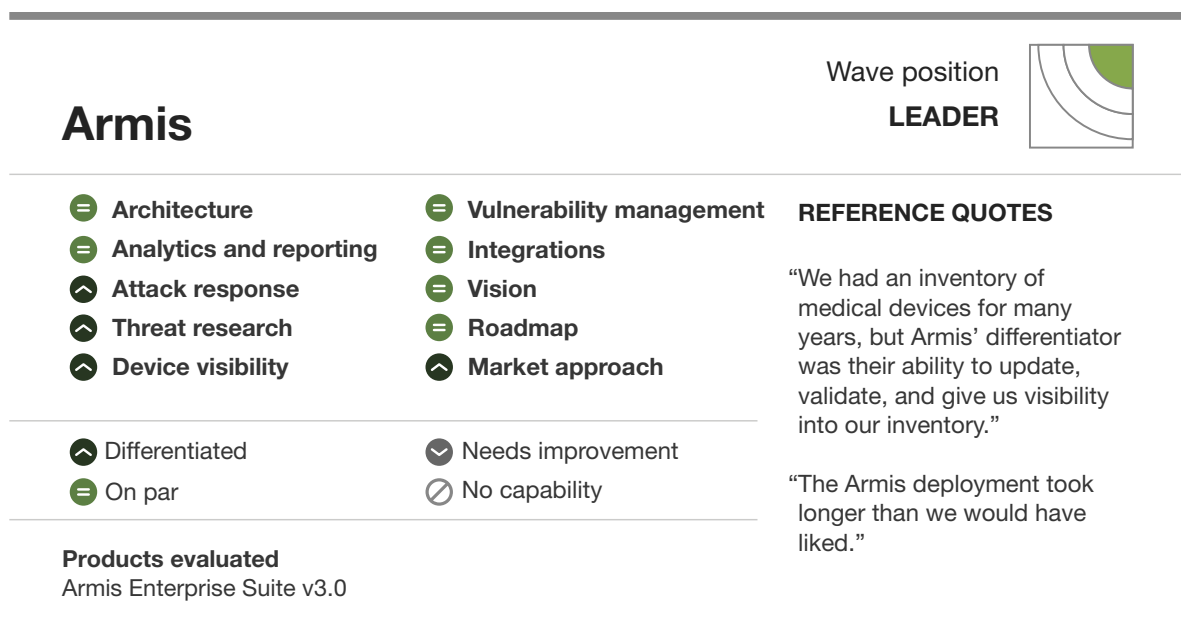 Wave position
LEADER
Armis
Architecture
Analytics and reporting
Attack response
Threat research
Device visibility
Vulnerability management
Integrations
Vision
Roadmap
Market approach
Differentiated
On par
Needs improvement
No capability
Products evaluated
Armis Enterprise Suite v3.0
REFERENCE QUOTES
“We had an inventory of
medical devices for many
years, but Armis’ differentiator
was their ability to update,
validate, and give us visibility
into our inventory.”
“The Armis deployment took
longer than we would have
liked.”